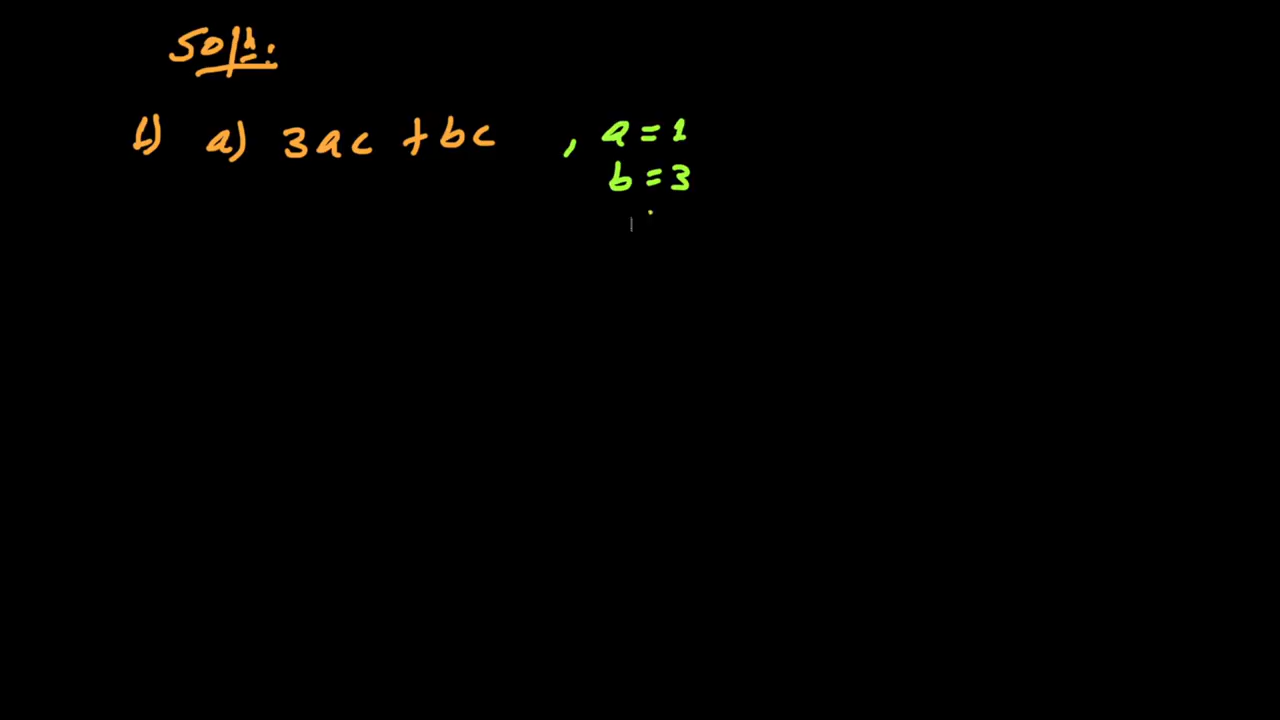 Solⁿ:
1) a) 3ac + bc , a = 1
b = 3